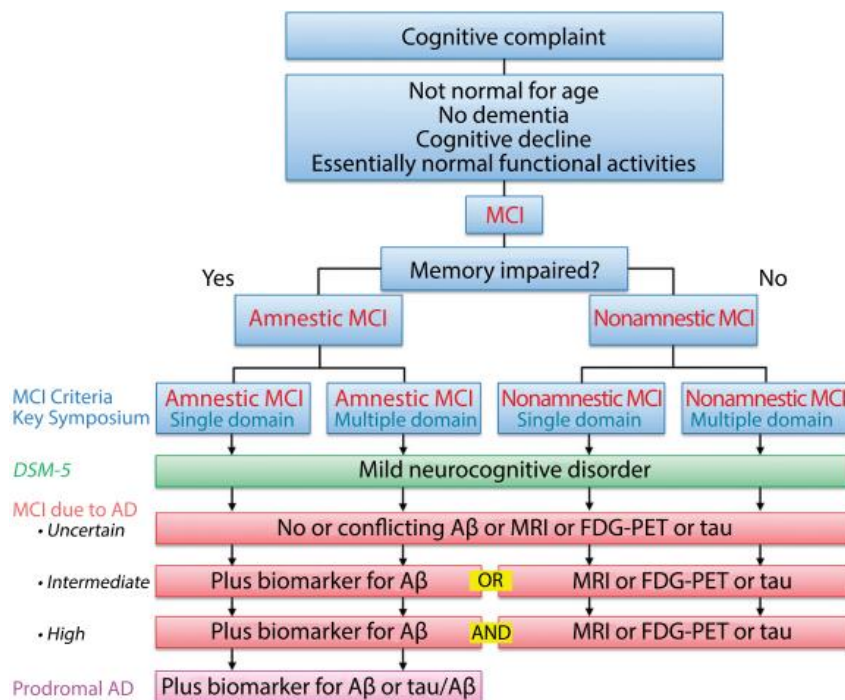 Cognitive complaint
Not normal for age
No dementia
Cognitive decline
Essentially normal functional activities
MCI
Memory impaired?
Yes
No
Amnestic MCI
Nonamnestic MCI
MCI Criteria
Key Symposium
Amnestic MCI
Single domain
Amnestic MCI
Multiple domain
Nonamnestic MCI
Single domain
Nonamnestic MCI
Multiple domain
DSM-5
Mild neurocognitive disorder
MCI due to AD
• Uncertain
No or conflicting Aβ or MRI or FDG-PET or tau
• Intermediate
Plus biomarker for Aβ
OR
MRI or FDG-PET or tau
• High
Plus biomarker for Aβ
AND
MRI or FDG-PET or tau
Prodromal AD
Plus biomarker for Aβ or tau/Aβ